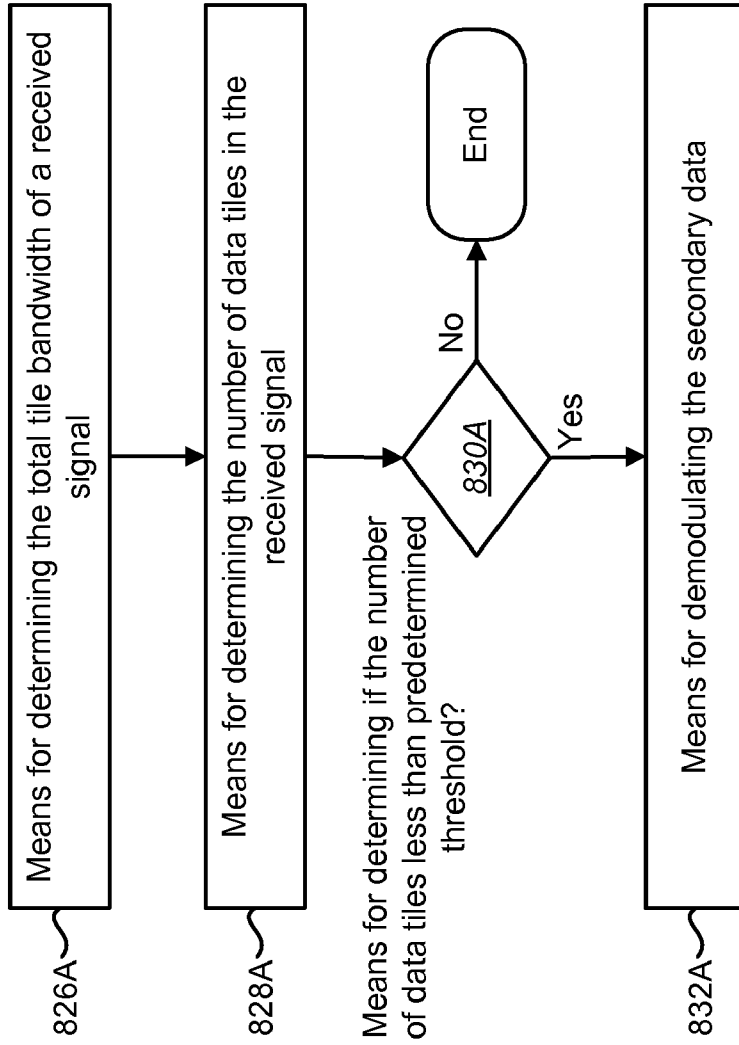 826A
Means for determining the total tile bandwidth of a received
signal
828A
Means for determining the number of data tiles in the
received signal
Means for determining if the number
of data tiles less than predetermined
threshold?
830A
No
End
Yes
832A
Means for demodulating the secondary data